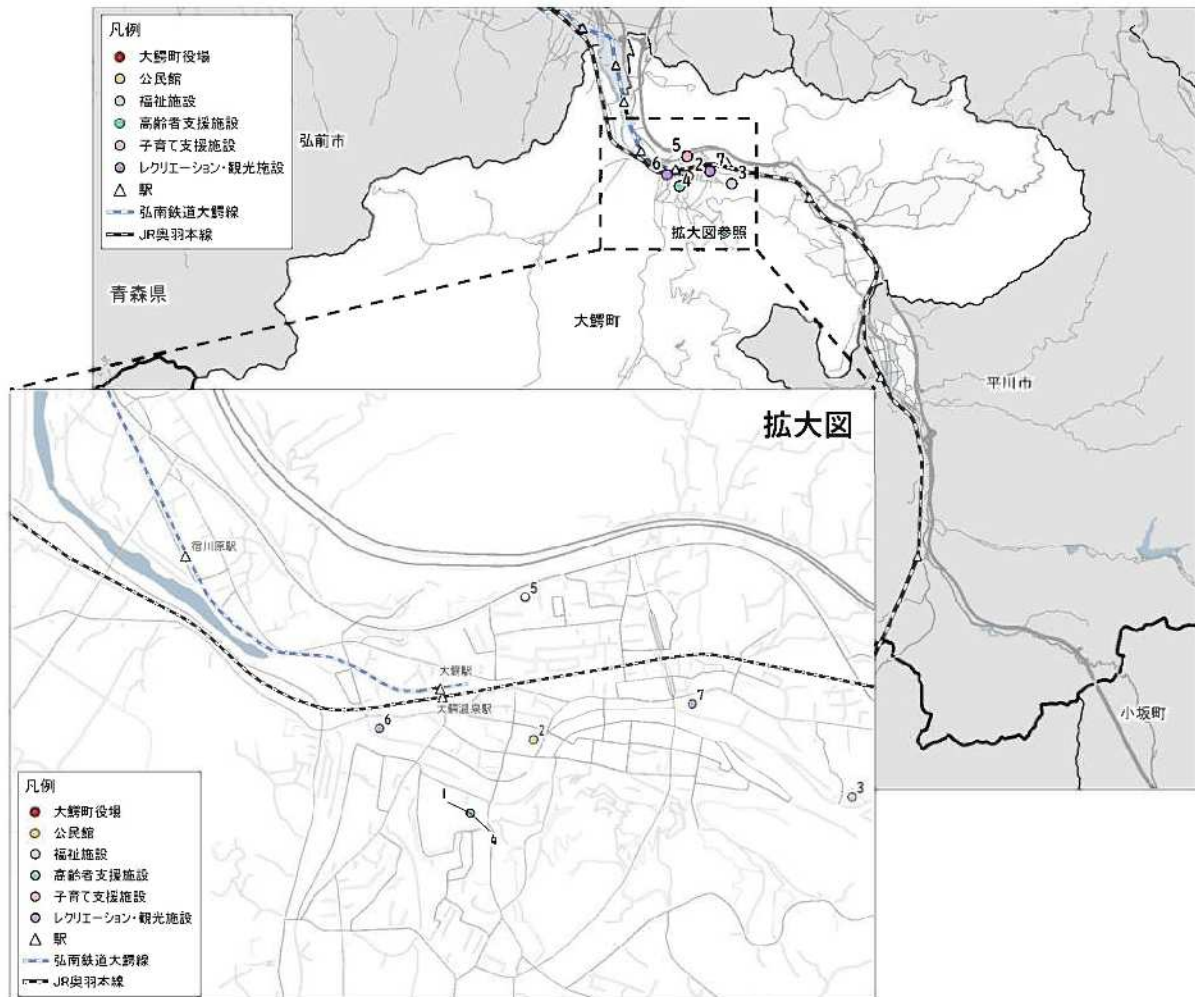 凡例
大鰐町役場
公民館
福祉施設
高齢者支援施設
子育て支援施設
レクリエーション・観光施設
駅
弘南鉄道大鰐線
JR奥羽本線
弘前市
青森県
大鰐町
平川市
小坂町
5
6
2
7
4
3
拡大図参照
拡大図
宿川原駅
5
大鰐駅
大鰐温泉駅
6
7
2
3
1
4
凡例
大鰐町役場
公民館
福祉施設
高齢者支援施設
子育て支援施設
レクリエーション・観光施設
駅
弘南鉄道大鰐線
JR奥羽本線